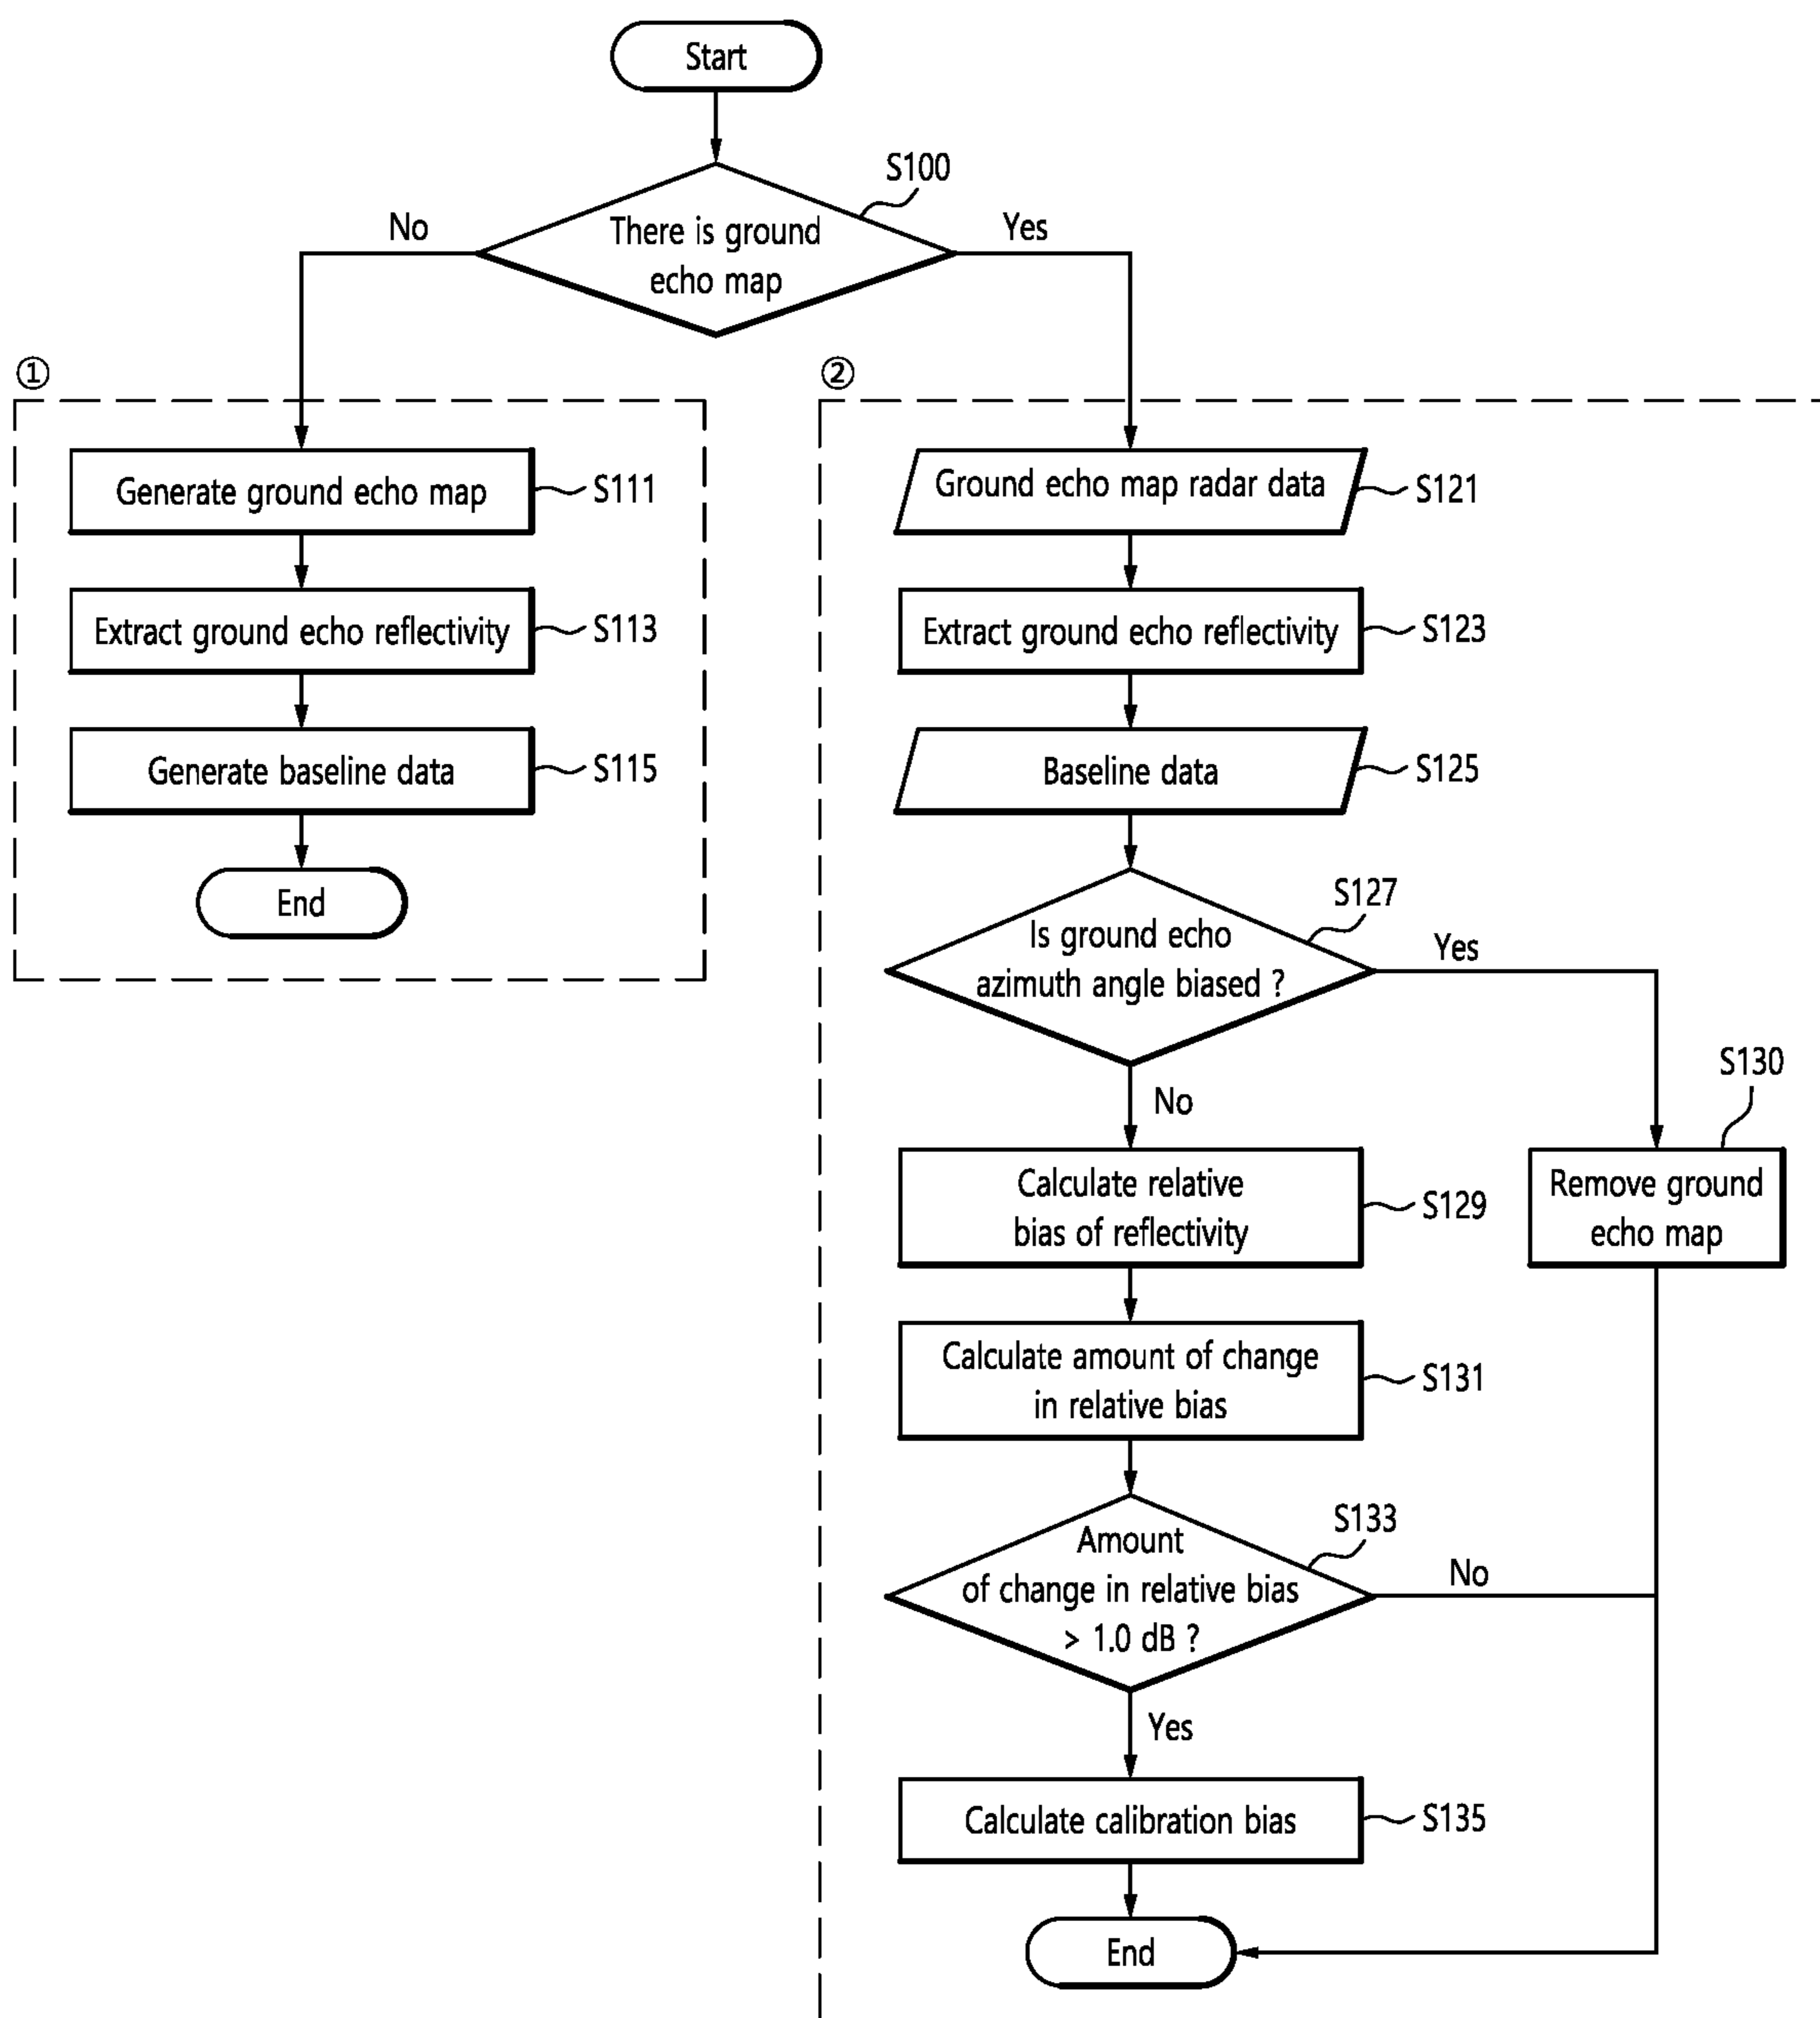 Start
S100
There is ground
echo map
No
Yes
①
②
Generate ground echo map
S111
Extract ground echo reflectivity
S113
Generate baseline data
S115
End
Ground echo map radar data
S121
Extract ground echo reflectivity
S123
Baseline data
S125
S127
Is ground echo
azimuth angle biased ?
Yes
No
S130
Remove ground
echo map
Calculate relative
bias of reflectivity
S129
Calculate amount of change
in relative bias
S131
S133
Amount
of change in relative bias
> 1.0 dB ?
No
Yes
Calculate calibration bias
S135
End